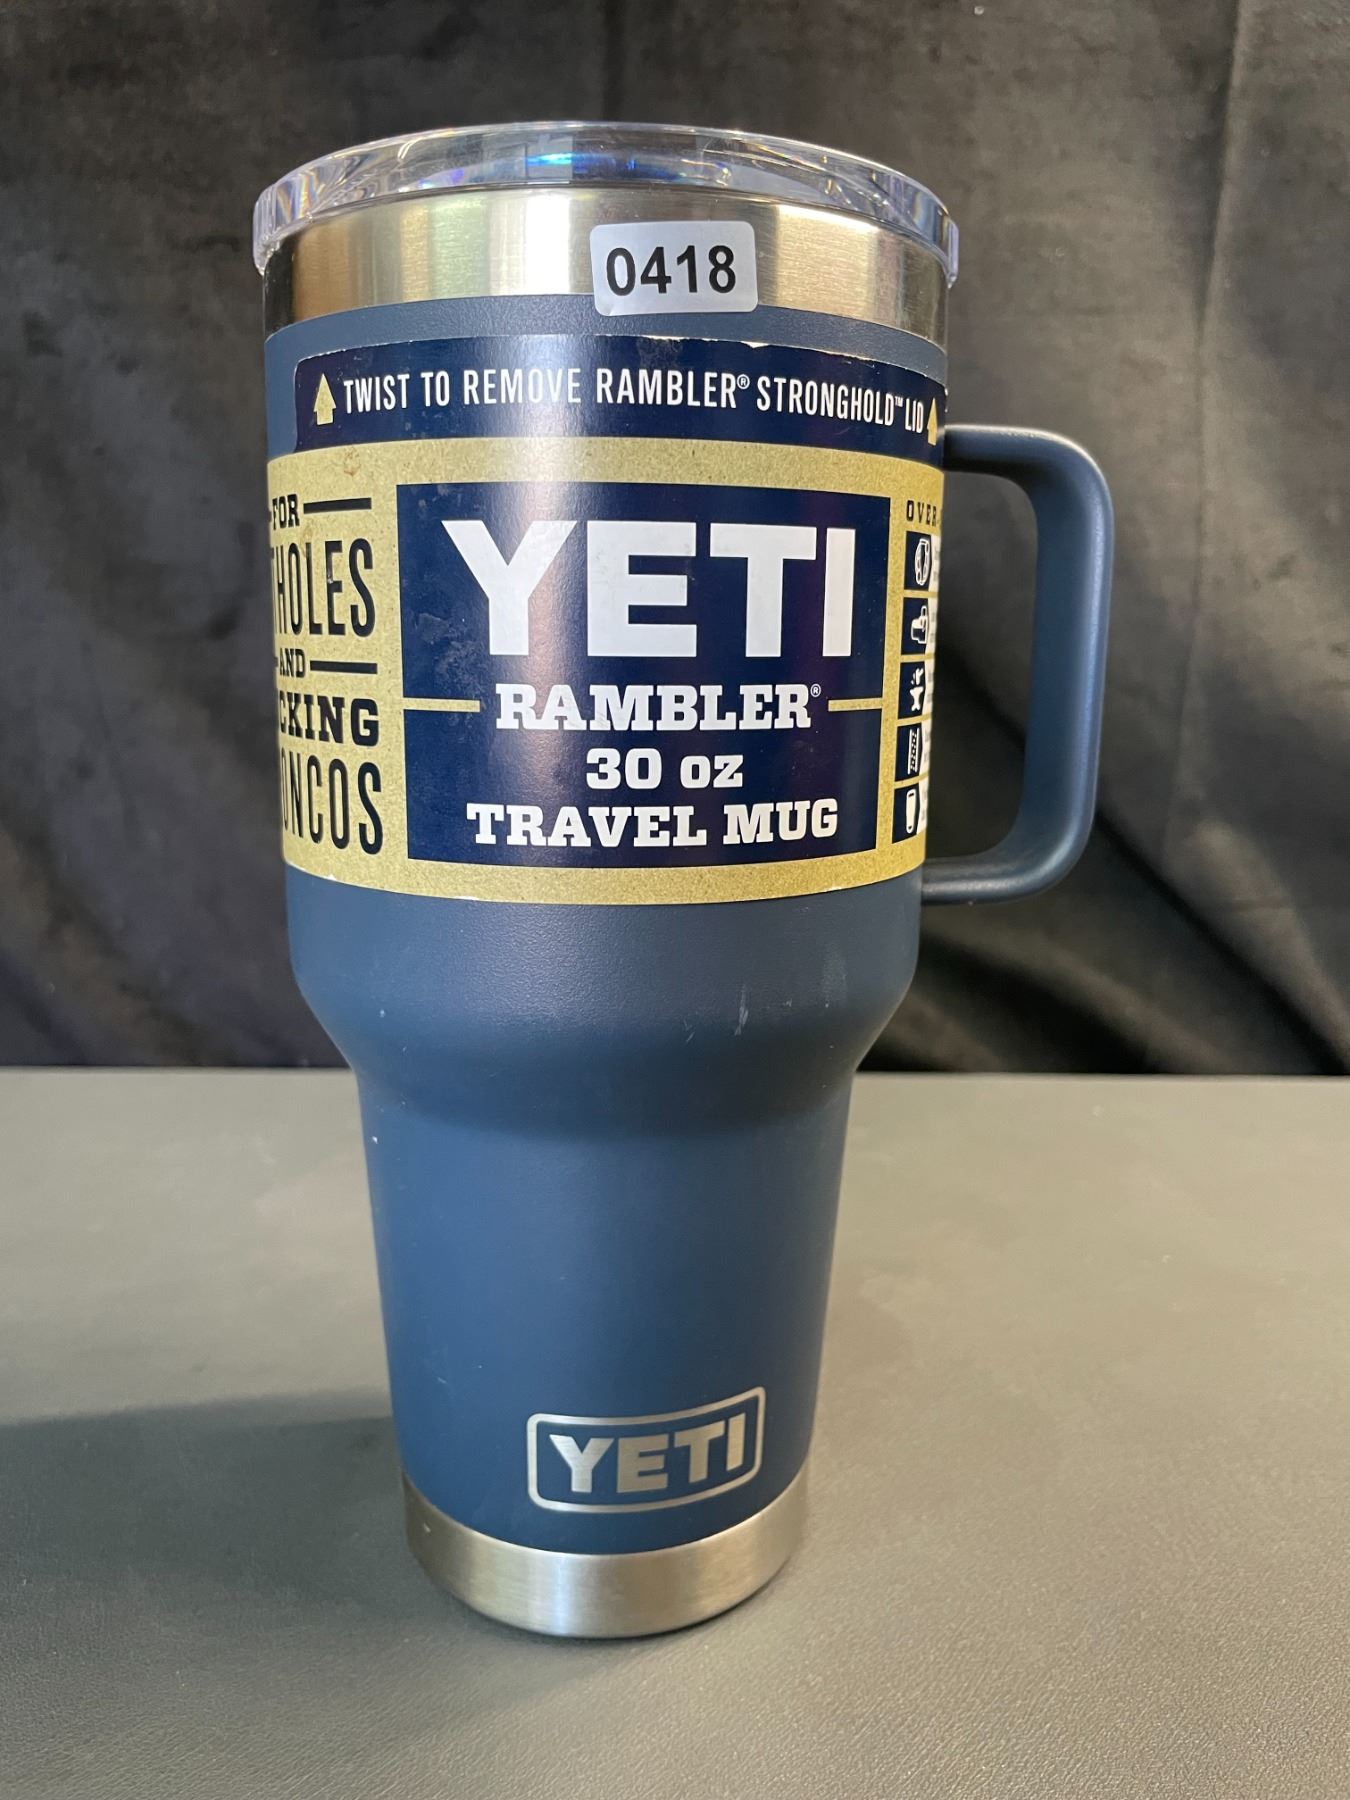 0418
TWIST TO REMOVE RAMBLER® STRONGHOLD™ LID
FOR
HOLES
AND
CKING
ONCOS
YETI
RAMBLER®
30 oz
TRAVEL MUG
OVER
YETI